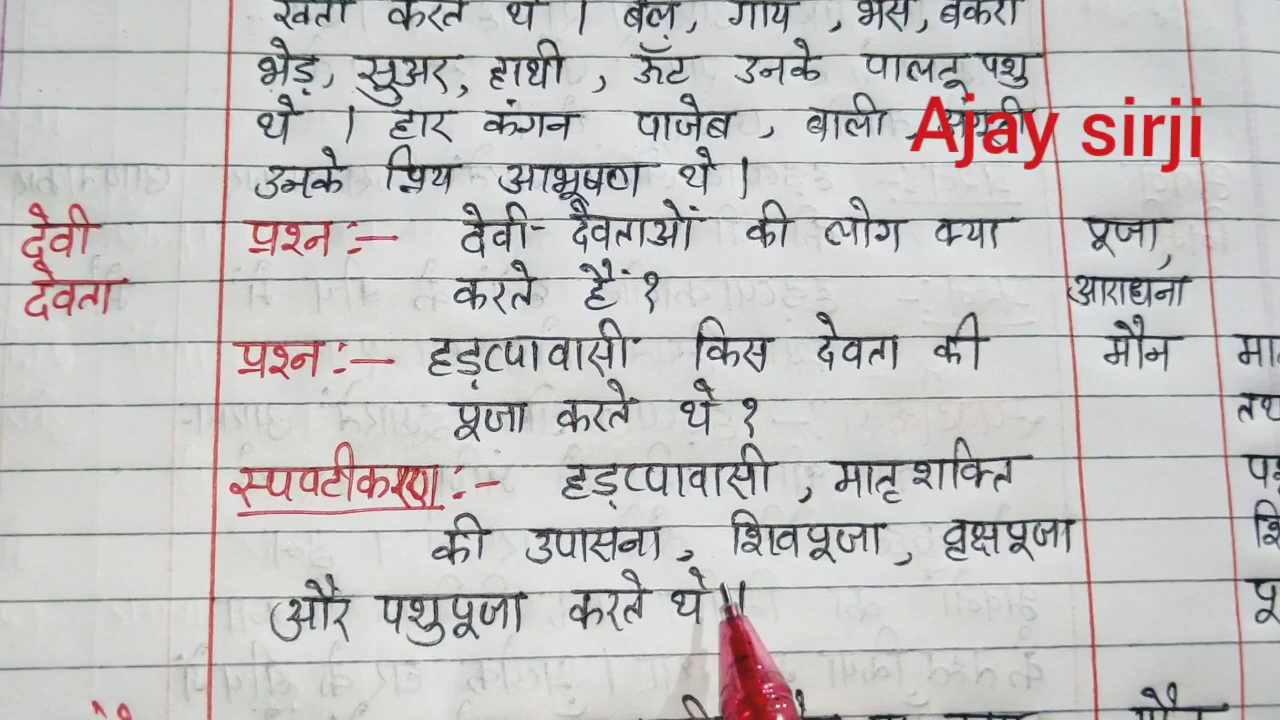 खेती करते थे । बैल, गाय , भैंस, बकरी
भेड़, सुअर, हाथी , ऊँट उनके पालतू पशु
थे । हार कंगन पाजेब , बाली ,
Ajay sirji
उनके प्रिय आभूषण थे ।
देवी
देवता
प्रश्न :- देवी- देवताओं की लोग क्या
करते हैं ?
पूजा,
आराधना
प्रश्न :- हड़प्पावासी किस देवता की
पूजा करते थे ?
मौन
तथ
स्पष्टीकरण :- हड़प्पावासी , मातृशक्ति
की उपासना , शिवपूजा , वृक्षपूजा
और पशुपूजा करते थे ॥
शि
पू